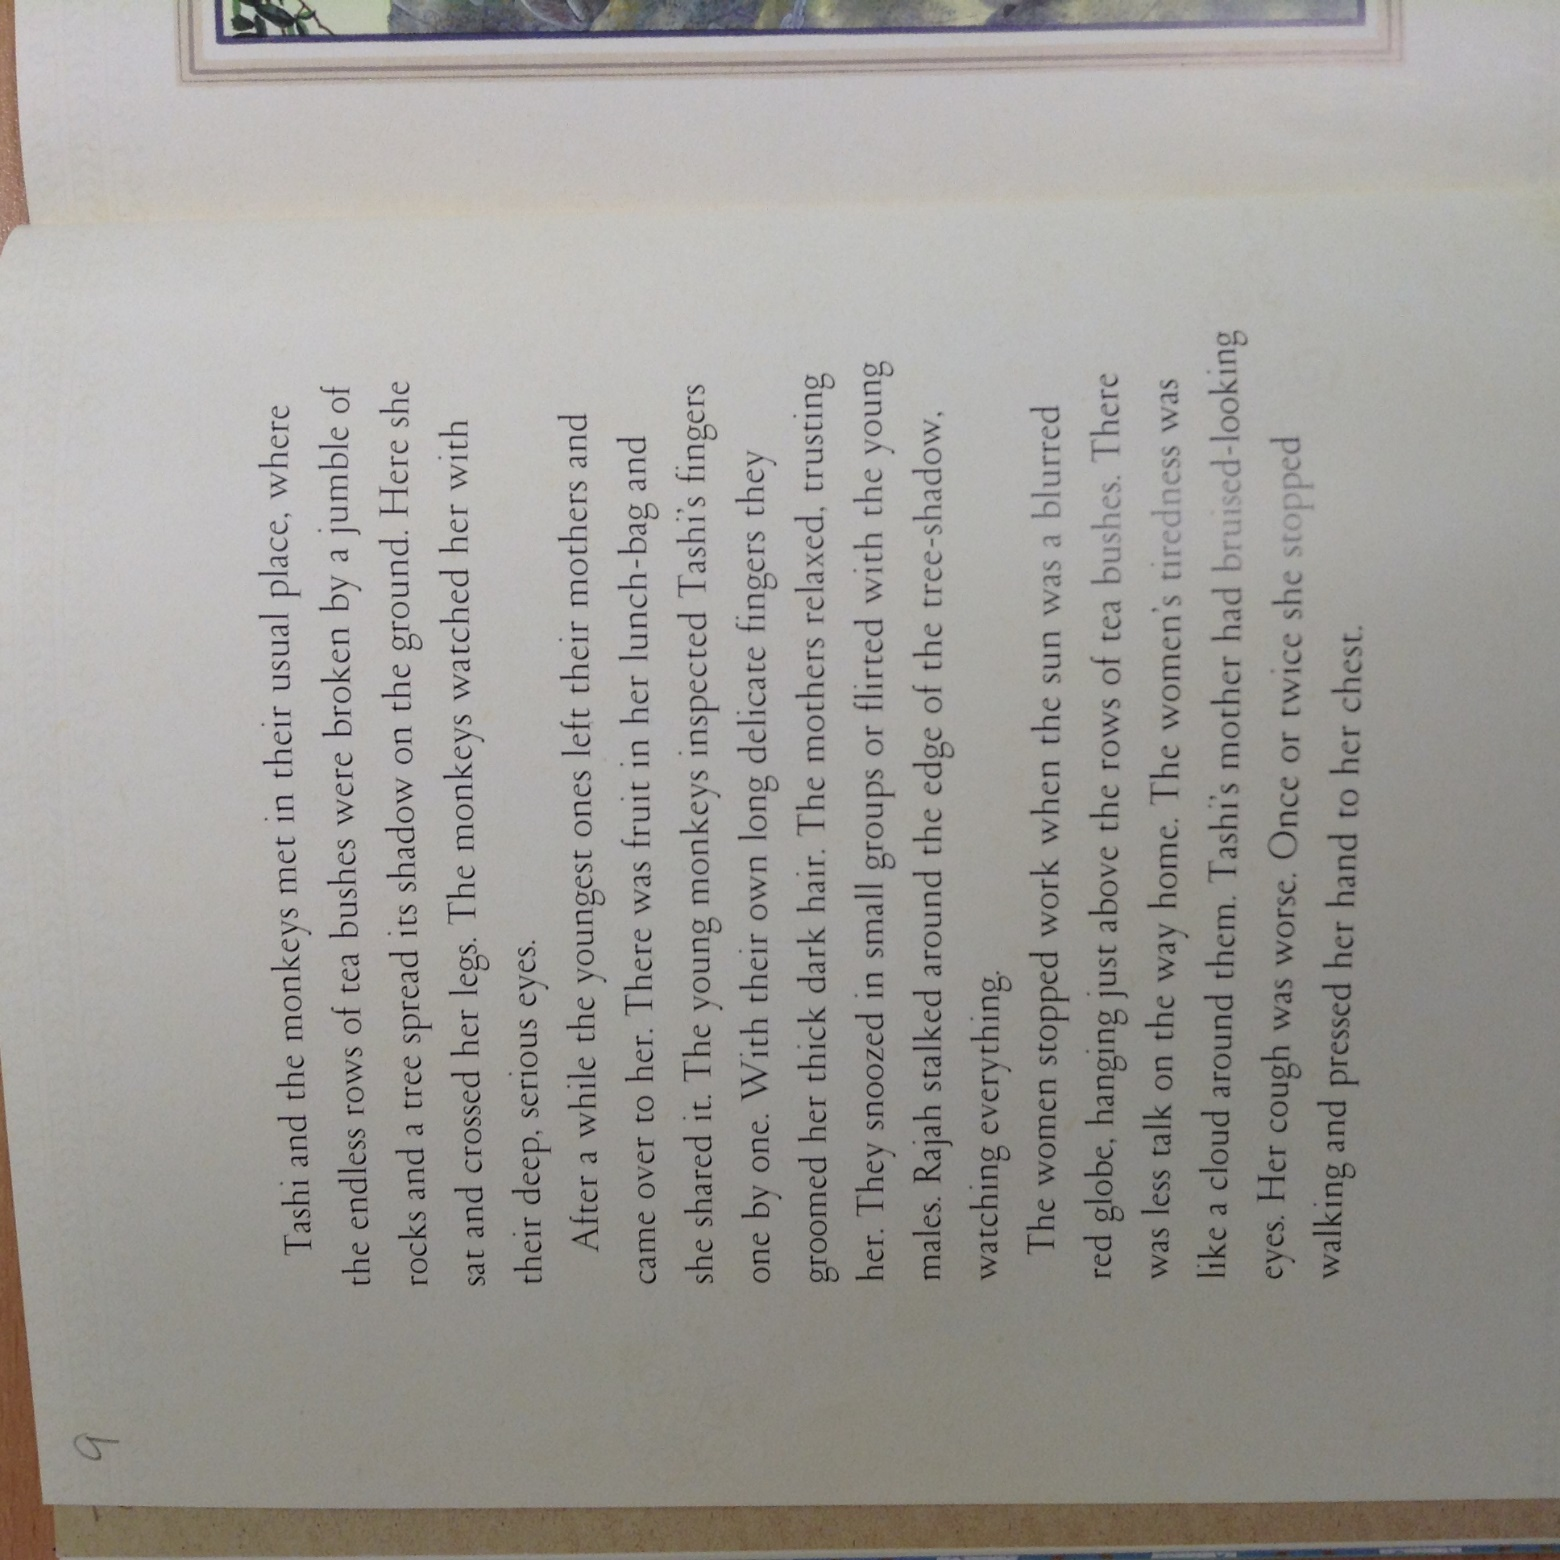 9
Tashi and the monkeys met in their usual place, where
the endless rows of tea bushes were broken by a jumble of
rocks and a tree spread its shadow on the ground. Here she
sat and crossed her legs. The monkeys watched her with
their deep, serious eyes.
After a while the youngest ones left their mothers and
came over to her. There was fruit in her lunch-bag and
she shared it. The young monkeys inspected Tashi's fingers
one by one. With their own long delicate fingers they
groomed her thick dark hair. The mothers relaxed, trusting
her. They snoozed in small groups or flirted with the young
males. Rajah stalked around the edge of the tree-shadow,
watching everything.
The women stopped work when the sun was a blurred
red globe, hanging just above the rows of tea bushes. There
was less talk on the way home. The women's tiredness was
like a cloud around them. Tashi's mother had bruised-looking
eyes. Her cough was worse. Once or twice she stopped
walking and pressed her hand to her chest.